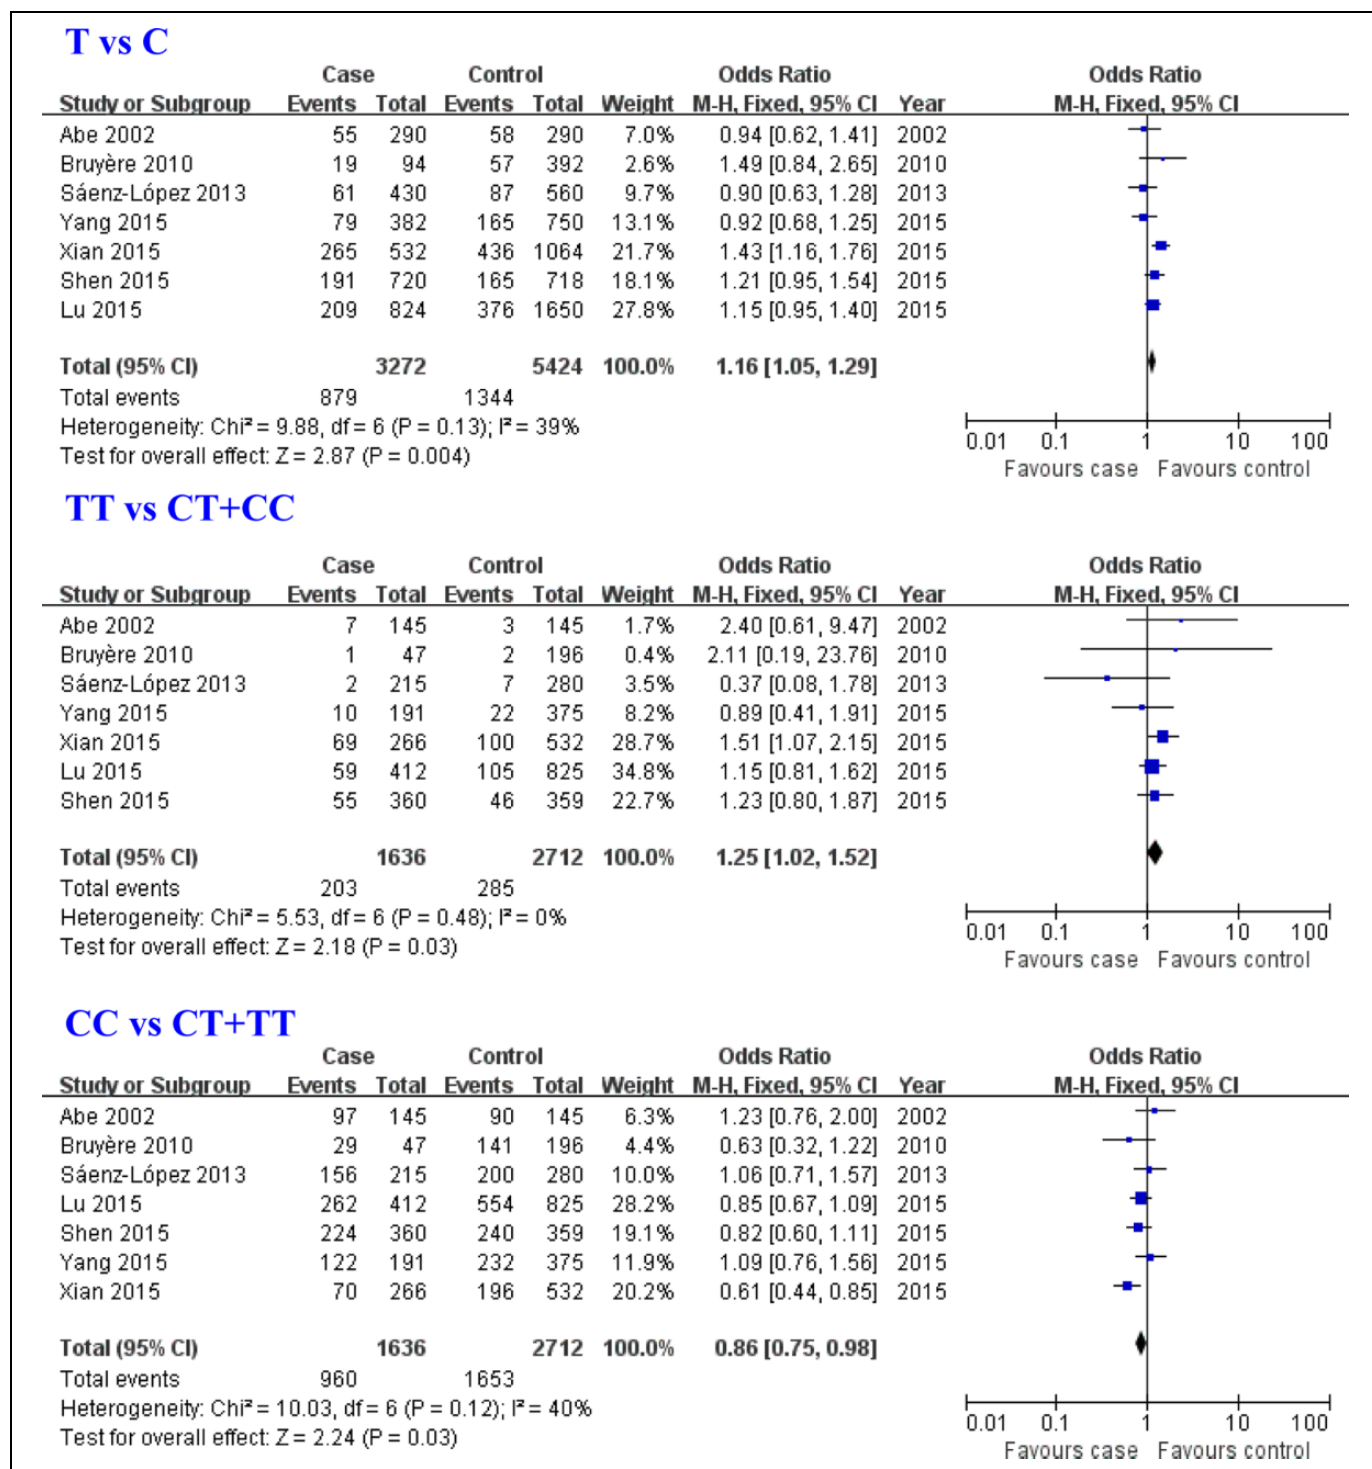 T vs C
Case Control Odds Ratio Odds Ratio
Study or Subgroup Events Total Events Total Weight M-H, Fixed, 95% CI Year M-H, Fixed, 95% CI
Abe 2002 55 290 58 290 7.0% 0.94 [0.62, 1.41] 2002
Bruyère 2010 19 94 57 392 2.6% 1.49 [0.84, 2.65] 2010
Sáenz-López 2013 61 430 87 560 9.7% 0.90 [0.63, 1.28] 2013
Yang 2015 79 382 165 750 13.1% 0.92 [0.68, 1.25] 2015
Xian 2015 265 532 436 1064 21.7% 1.43 [1.16, 1.76] 2015
Shen 2015 191 720 165 718 18.1% 1.21 [0.95, 1.54] 2015
Lu 2015 209 824 376 1650 27.8% 1.15 [0.95, 1.40] 2015
Total (95% CI) 3272 5424 100.0% 1.16 [1.05, 1.29]
Total events 879 1344
Heterogeneity: Chi² = 9.88, df = 6 (P = 0.13); I² = 39%
Test for overall effect: Z = 2.87 (P = 0.004)
0.01 0.1 1 10 100
Favours case Favours control
TT vs CT+CC
Case Control Odds Ratio Odds Ratio
Study or Subgroup Events Total Events Total Weight M-H, Fixed, 95% CI Year M-H, Fixed, 95% CI
Abe 2002 7 145 3 145 1.7% 2.40 [0.61, 9.47] 2002
Bruyère 2010 1 47 2 196 0.4% 2.11 [0.19, 23.76] 2010
Sáenz-López 2013 2 215 7 280 3.5% 0.37 [0.08, 1.78] 2013
Yang 2015 10 191 22 375 8.2% 0.89 [0.41, 1.91] 2015
Xian 2015 69 266 100 532 28.7% 1.51 [1.07, 2.15] 2015
Lu 2015 59 412 105 825 34.8% 1.15 [0.81, 1.62] 2015
Shen 2015 55 360 46 359 22.7% 1.23 [0.80, 1.87] 2015
Total (95% CI) 1636 2712 100.0% 1.25 [1.02, 1.52]
Total events 203 285
Heterogeneity: Chi² = 5.53, df = 6 (P = 0.48); I² = 0%
Test for overall effect: Z = 2.18 (P = 0.03)
0.01 0.1 1 10 100
Favours case Favours control
CC vs CT+TT
Case Control Odds Ratio Odds Ratio
Study or Subgroup Events Total Events Total Weight M-H, Fixed, 95% CI Year M-H, Fixed, 95% CI
Abe 2002 97 145 90 145 6.3% 1.23 [0.76, 2.00] 2002
Bruyère 2010 29 47 141 196 4.4% 0.63 [0.32, 1.22] 2010
Sáenz-López 2013 156 215 200 280 10.0% 1.06 [0.71, 1.57] 2013
Lu 2015 262 412 554 825 28.2% 0.85 [0.67, 1.09] 2015
Shen 2015 224 360 240 359 19.1% 0.82 [0.60, 1.11] 2015
Yang 2015 122 191 232 375 11.9% 1.09 [0.76, 1.56] 2015
Xian 2015 70 266 196 532 20.2% 0.61 [0.44, 0.85] 2015
Total (95% CI) 1636 2712 100.0% 0.86 [0.75, 0.98]
Total events 960 1653
Heterogeneity: Chi² = 10.03, df = 6 (P = 0.12); I² = 40%
Test for overall effect: Z = 2.24 (P = 0.03)
0.01 0.1 1 10 100
Favours case Favours control